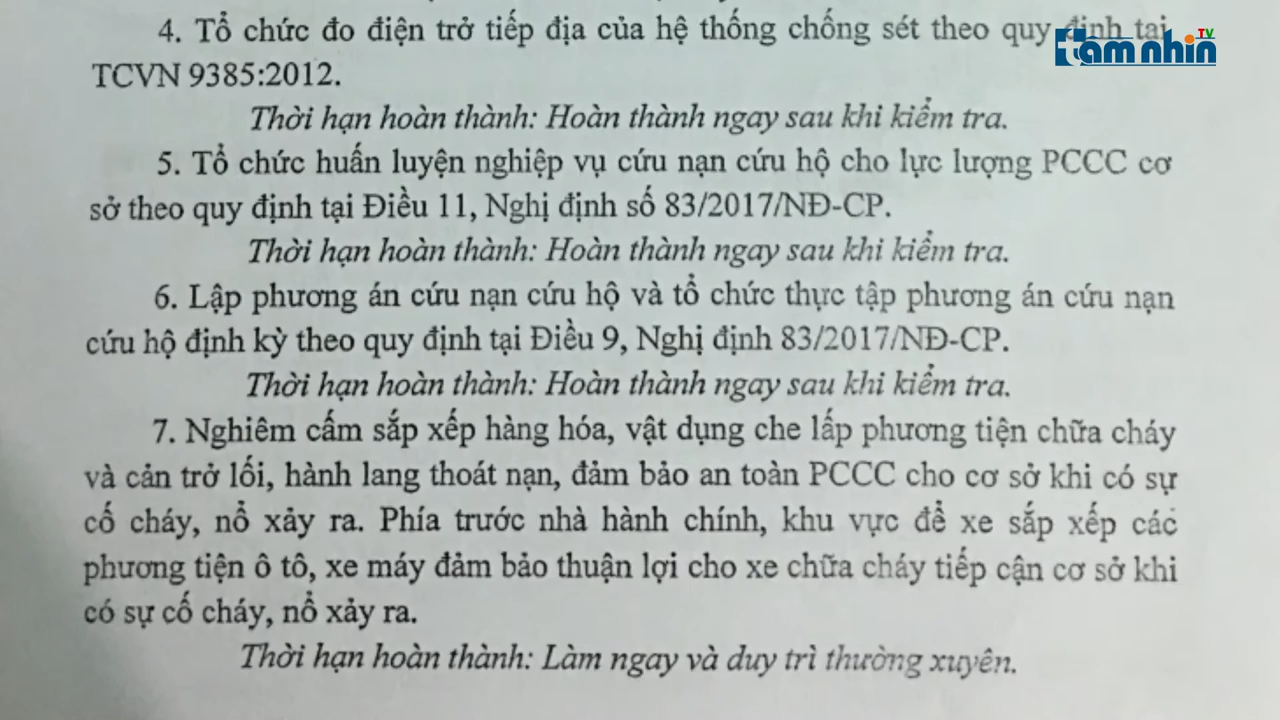 4. Tổ chức đo điện trở tiếp địa của hệ thống chống sét theo quy định tại
TCVN 9385:2012.
Thời hạn hoàn thành: Hoàn thành ngay sau khi kiểm tra.
5. Tổ chức huấn luyện nghiệp vụ cứu nạn cứu hộ cho lực lượng PCCC cơ
sở theo quy định tại Điều 11, Nghị định số 83/2017/NĐ-CP.
Thời hạn hoàn thành: Hoàn thành ngay sau khi kiểm tra.
6. Lập phương án cứu nạn cứu hộ và tổ chức thực tập phương án cứu nạn
cứu hộ định kỳ theo quy định tại Điều 9, Nghị định 83/2017/NĐ-CP.
Thời hạn hoàn thành: Hoàn thành ngay sau khi kiểm tra.
7. Nghiêm cấm sắp xếp hàng hóa, vật dụng che lấp phương tiện chữa cháy
và cản trở lối, hành lang thoát nạn, đảm bảo an toàn PCCC cho cơ sở khi có sự
cố cháy, nổ xảy ra. Phía trước nhà hành chính, khu vực để xe sắp xếp các
phương tiện ô tô, xe máy đảm bảo thuận lợi cho xe chữa cháy tiếp cận cơ sở khi
có sự cố cháy, nổ xảy ra.
Thời hạn hoàn thành: Làm ngay và duy trì thường xuyên.
tamnhin TV